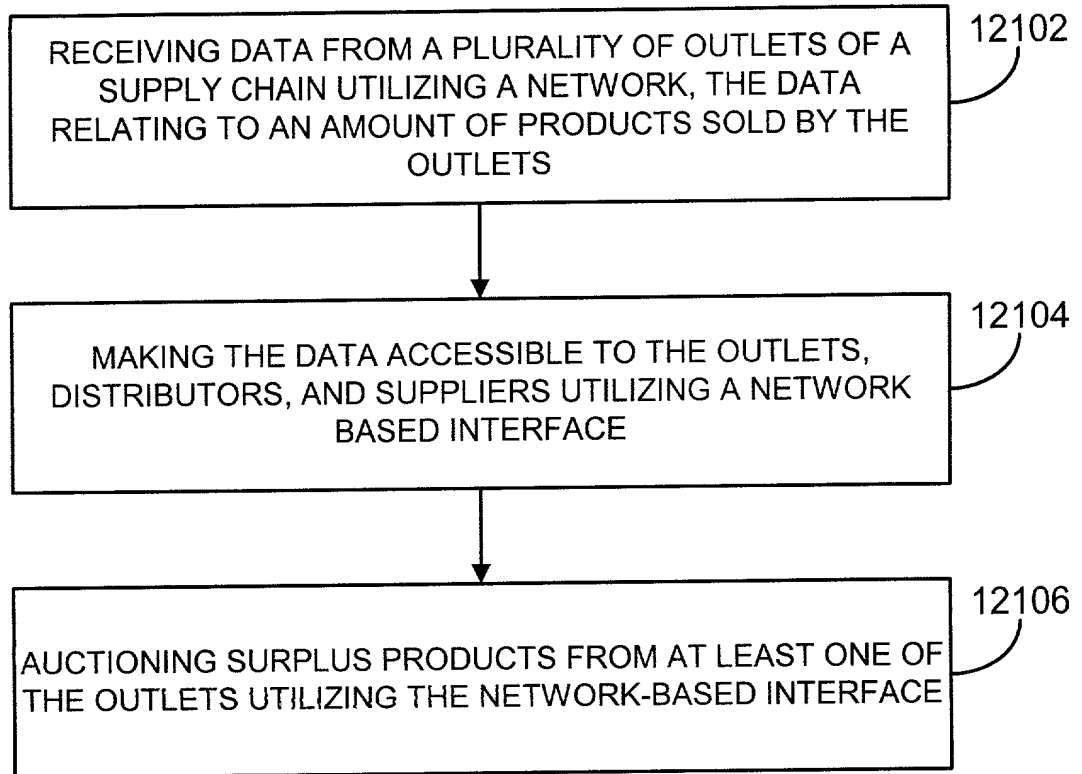 RECEIVING DATA FROM A PLURALITY OF OUTLETS OF A
SUPPLY CHAIN UTILIZING A NETWORK, THE DATA
RELATING TO AN AMOUNT OF PRODUCTS SOLD BY THE
OUTLETS
12102
MAKING THE DATA ACCESSIBLE TO THE OUTLETS,
DISTRIBUTORS, AND SUPPLIERS UTILIZING A NETWORK
BASED INTERFACE
12104
AUCTIONING SURPLUS PRODUCTS FROM AT LEAST ONE OF
THE OUTLETS UTILIZING THE NETWORK-BASED INTERFACE
12106